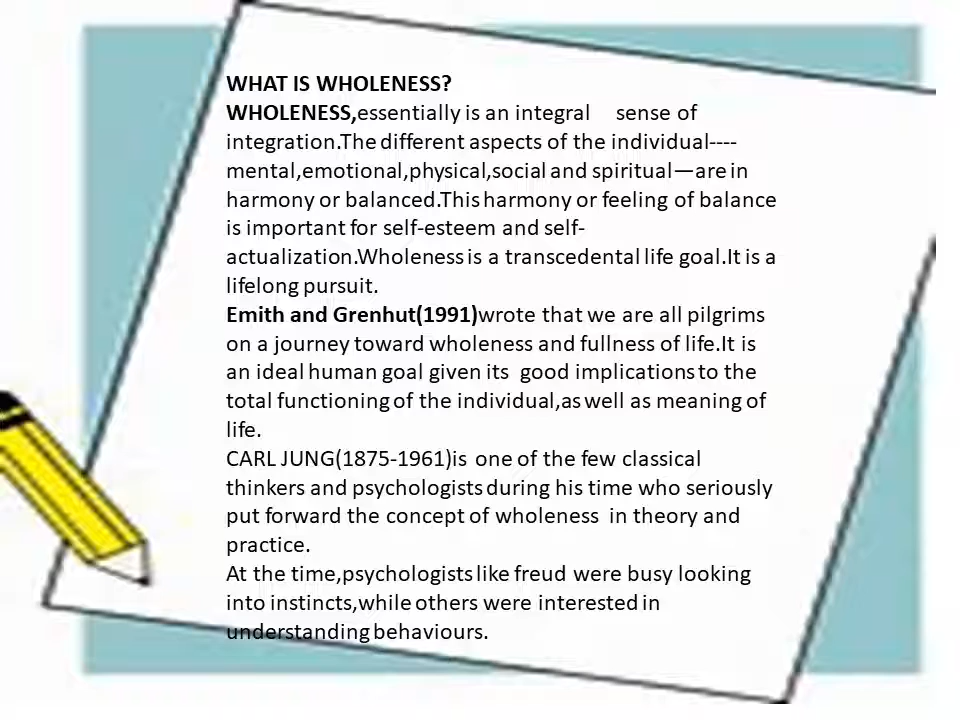 WHAT IS WHOLENESS?
WHOLENESS,essentially is an integral    sense of
integration.The different aspects of the individual----
mental,emotional,physical,social and spiritual—are in
harmony or balanced.This harmony or feeling of balance
is important for self-esteem and self-
actualization.Wholeness is a transcedental life goal.It is a
lifelong pursuit.
Emith and Grenhut(1991)wrote that we are all pilgrims
on a journey toward wholeness and fullness of life.It is
an ideal human goal given its  good implications to the
total functioning of the individual,as well as meaning of
life.
CARL JUNG(1875-1961)is one of the few classical
thinkers and psychologists during his time who seriously
put forward the concept of wholeness  in theory and
practice.
At the time,psychologists like freud were busy looking
into instincts,while others were interested in
understanding behaviours.